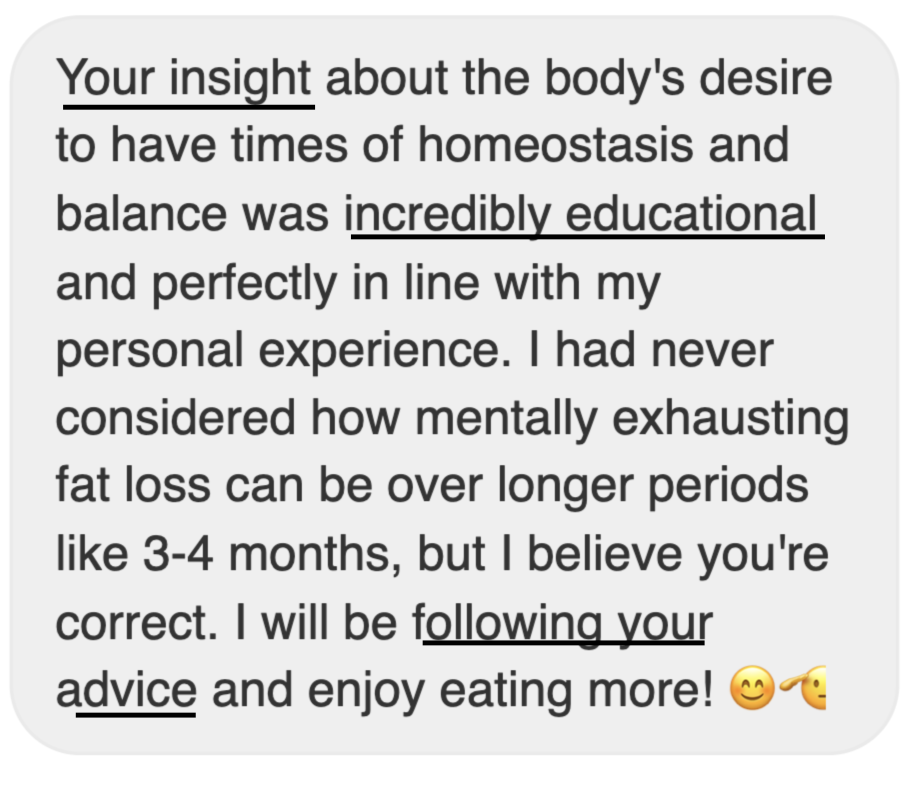 Your insight about the body's desire
to have times of homeostasis and
balance was incredibly educational
and perfectly in line with my
personal experience. I had never
considered how mentally exhausting
fat loss can be over longer periods
like 3-4 months, but I believe you're
correct. I will be following your
advice and enjoy eating more! 😊🫡